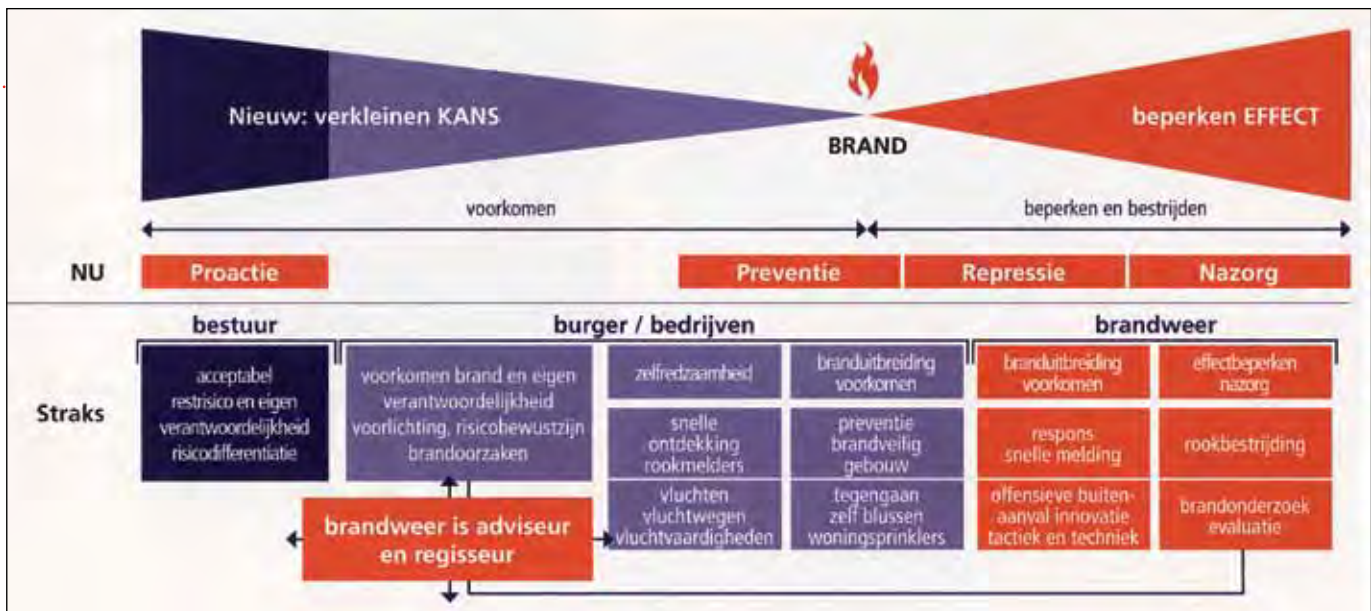 Nieuw: verkleinen KANS
beperken EFFECT
BRAND
voorkomen
beperken en bestrijden
NU
Proactie
Preventie
Repressie
Nazorg
bestuur
burger / bedrijven
brandweer
Straks
acceptabel
restrisico en eigen
verantwoordelijkheid
risicodifferentiatie
voorkomen brand en eigen
verantwoordelijkheid
voorlichting, risicobewustzijn
brandoorzaken
zelfredzaamheid
snelle
ontdekking
rookmelders
vluchten
vluchtwegen
vluchtvaardigheden
branduitbreiding
voorkomen
preventie
brandveilig
gebouw
tegengaan
zelf blussen
woningsprinklers
branduitbreiding
voorkomen
respons
snelle melding
offensieve buiten-
aanval innovatie
tactiek en techniek
effectbeperken
nazorg
rookbestrijding
brandonderzoek
evaluatie
brandweer is adviseur
en regisseur